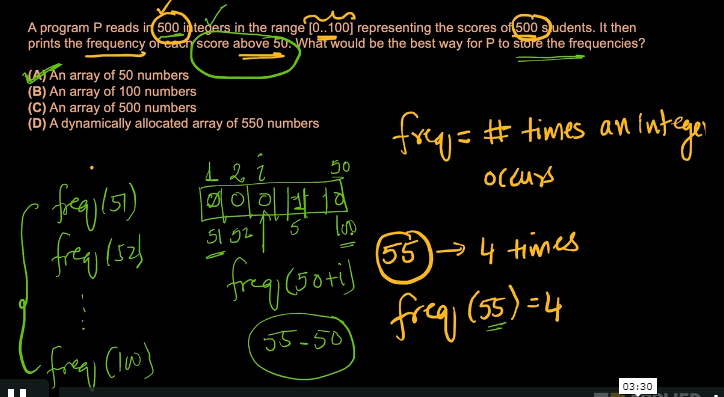 A program P reads in 500 integers in the range [0..100] representing the scores of 500 students. It then
prints the frequency of each score above 50. What would be the best way for P to store the frequencies?
(A) An array of 50 numbers
(B) An array of 100 numbers
(C) An array of 500 numbers
(D) A dynamically allocated array of 550 numbers
freq = # times an Integer
occurs
1 2 i 50
0 0 0
51 52 5 100
freq(51)
freq(52)
freq(100)
freq(50+i)
55-50
55 → 4 times
freq(55) = 4
03:30